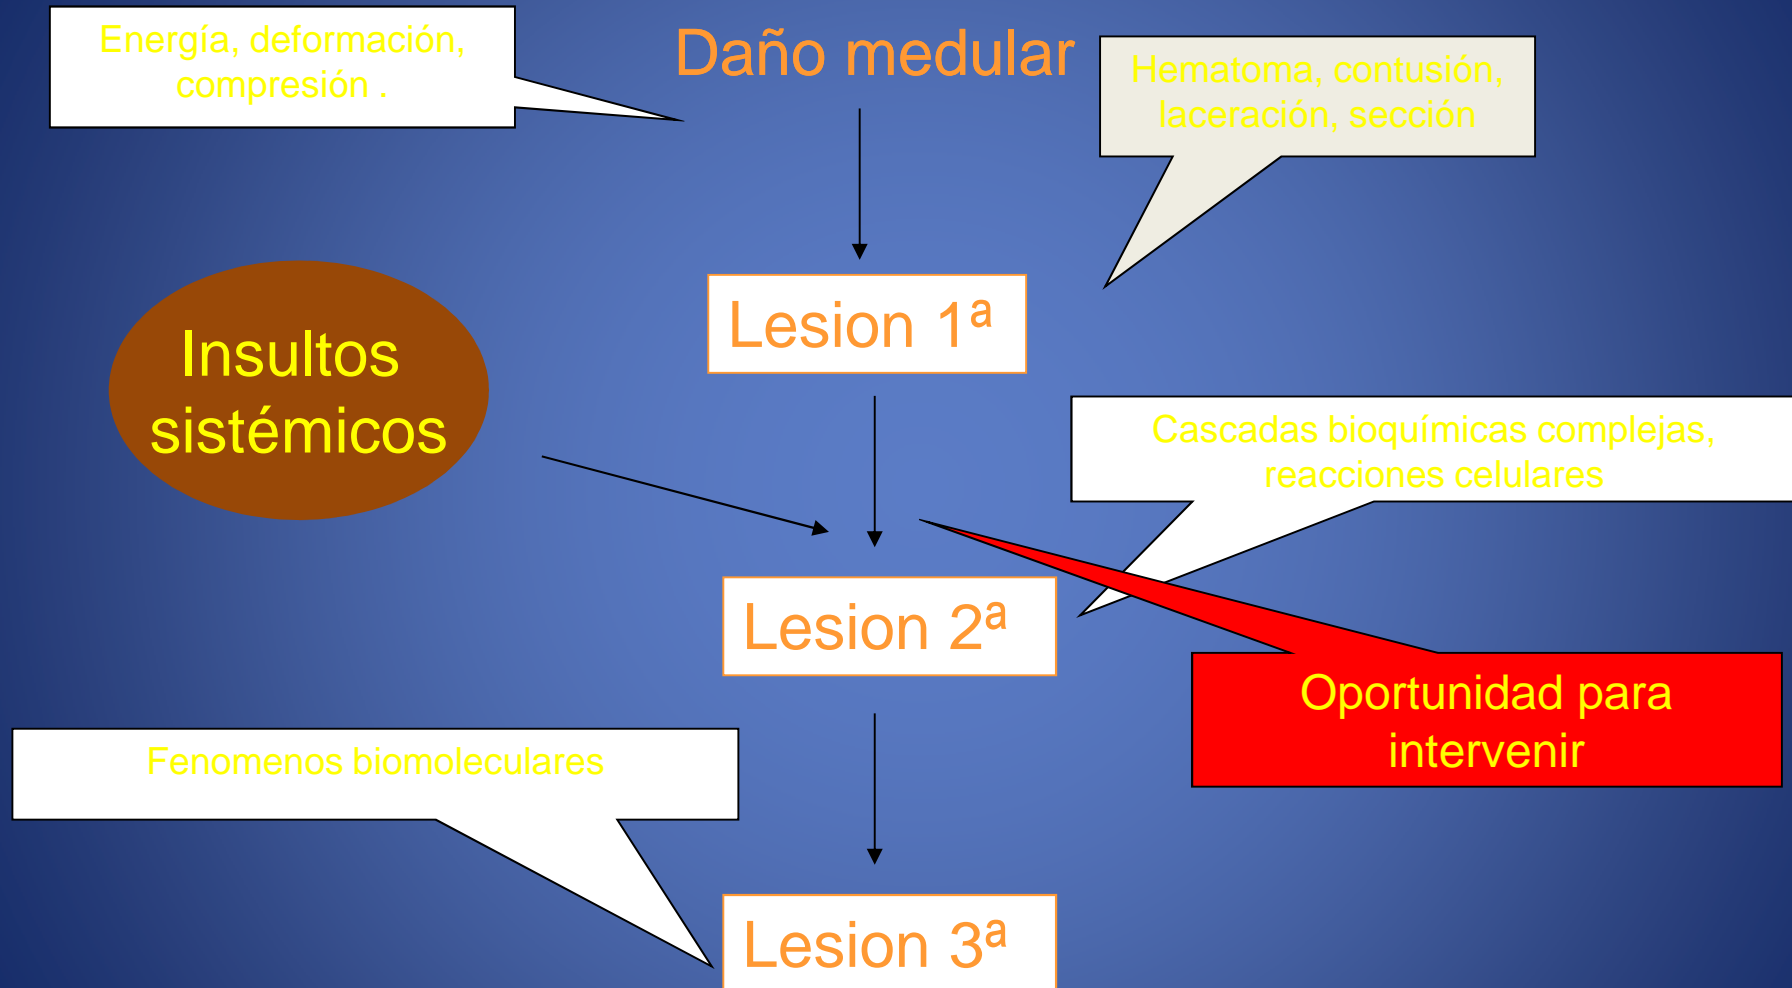 Energía, deformación,
compresión .
Daño medular
Hematoma, contusión,
laceración, sección
Lesion 1ª
Insultos
sistémicos
Cascadas bioquímicas complejas,
reacciones celulares
Lesion 2ª
Oportunidad para
intervenir
Fenomenos biomoleculares
Lesion 3ª